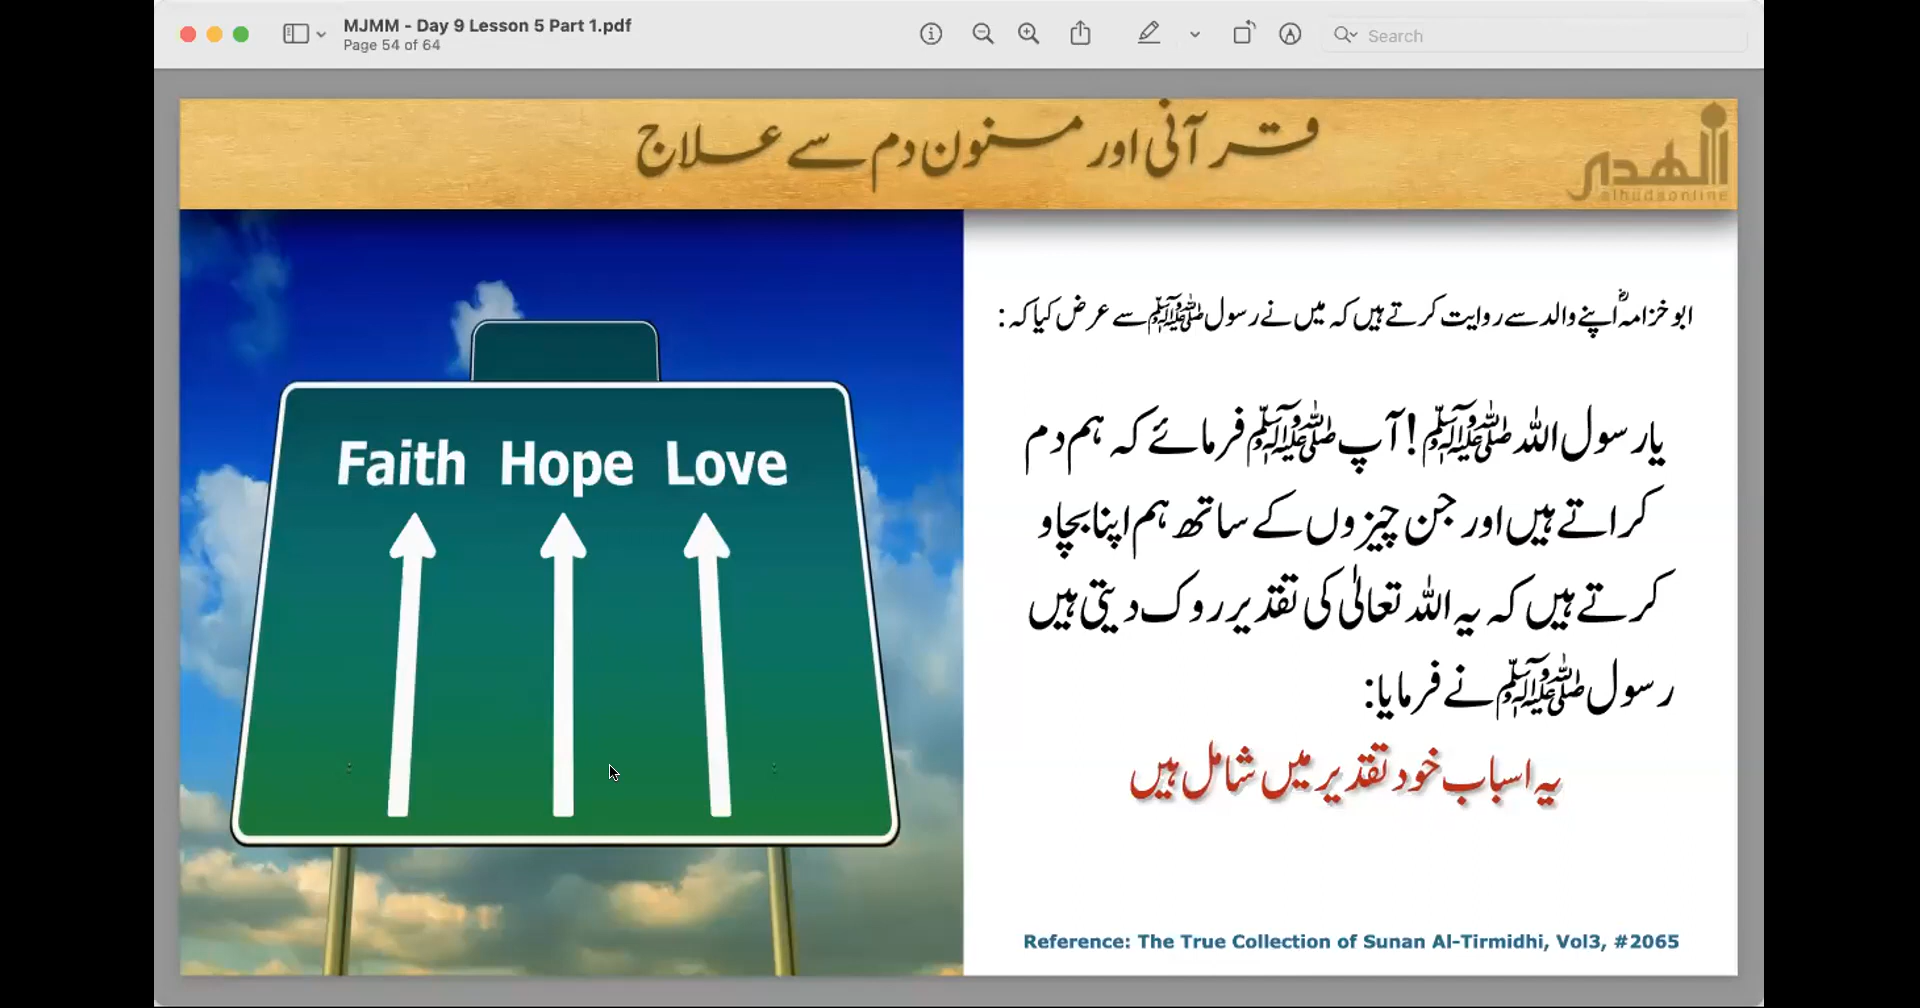 MJMM - Day 9 Lesson 5 Part 1.pdf
Page 54 of 64
Search
قرآنی اور مسنون دم سے علاج
الهدى
alhudaonline
ابو خزامہؓ اپنے والد سے روایت کرتے ہیں کہ میں نے رسول ﷺ سے عرض کیا کہ:
یا رسول اللہ ﷺ! آپ ﷺ فرمائے کہ ہم دم
کراتے ہیں اور جن چیزوں کے ساتھ ہم اپنا بچاو
کرتے ہیں کہ یہ اللہ تعالیٰ کی تقدیر روک دیتی ہیں
رسول ﷺ نے فرمایا:
یہ اسباب خود تقدیر میں شامل ہیں
Faith Hope Love
Reference: The True Collection of Sunan Al-Tirmidhi, Vol3, #2065